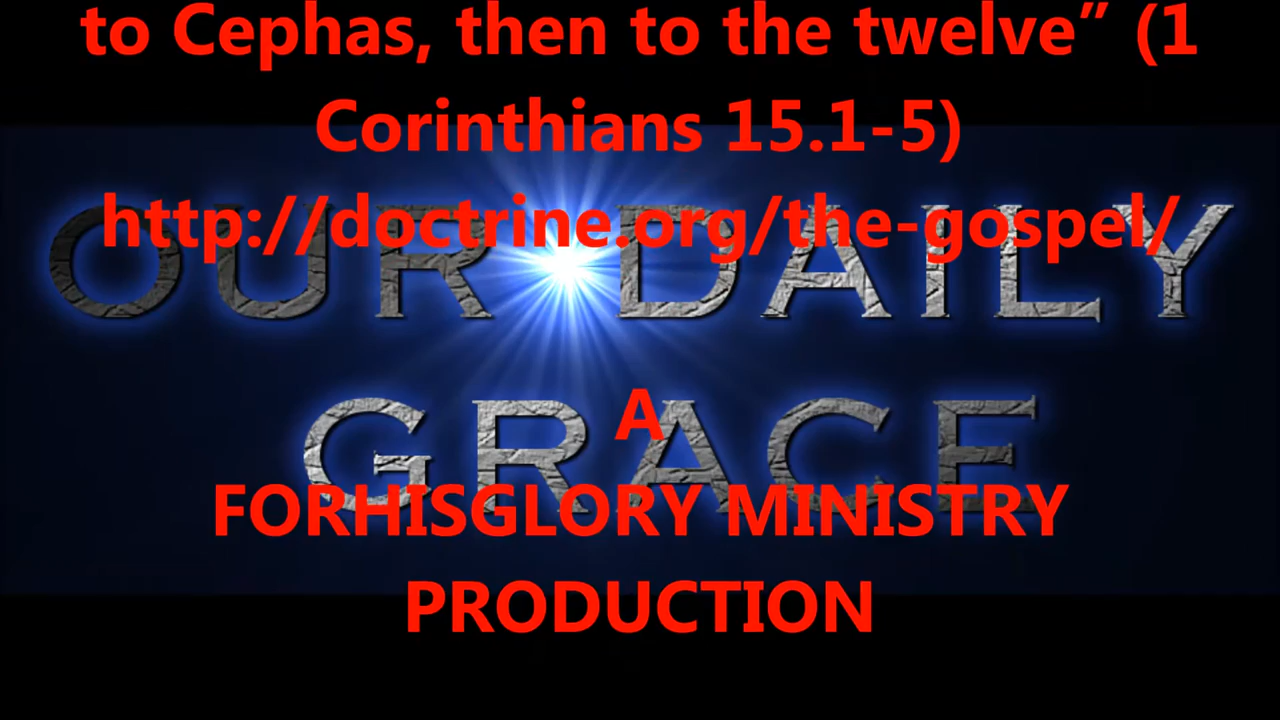 to Cephas, then to the twelve” (1
Corinthians 15.1-5)
http://doctrine.org/the-gospel/
OUR DAILY
GRACE
A
FORHISGLORY MINISTRY
PRODUCTION